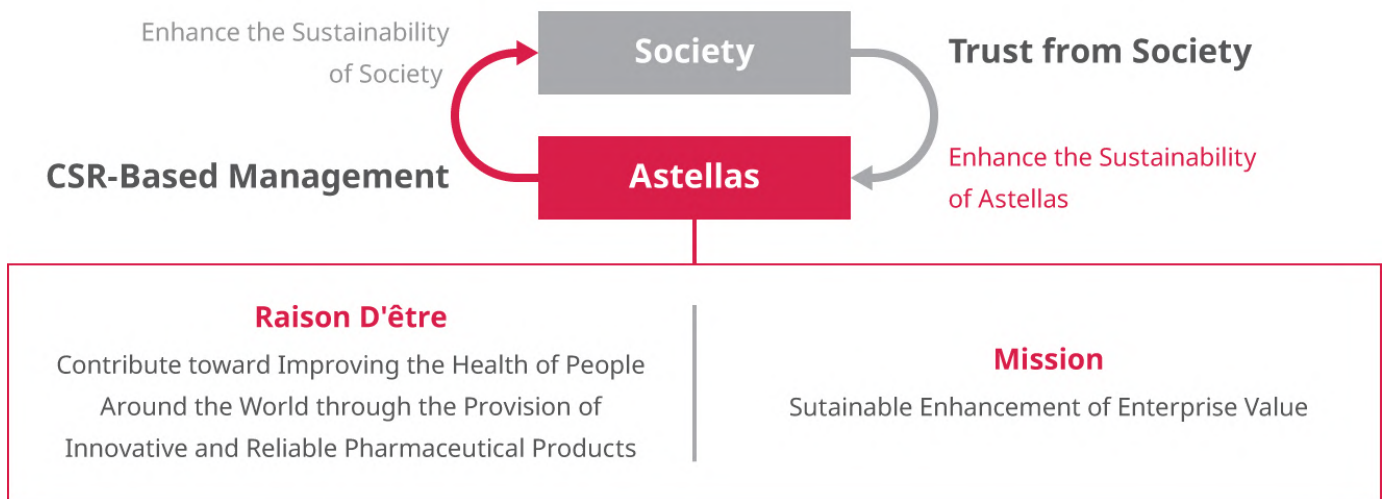 Enhance the Sustainability
of Society
Society
Trust from Society
CSR-Based Management
Astellas
Enhance the Sustainability
of Astellas
Raison D'être
Contribute toward Improving the Health of People
Around the World through the Provision of
Innovative and Reliable Pharmaceutical Products
Mission
Sutainable Enhancement of Enterprise Value